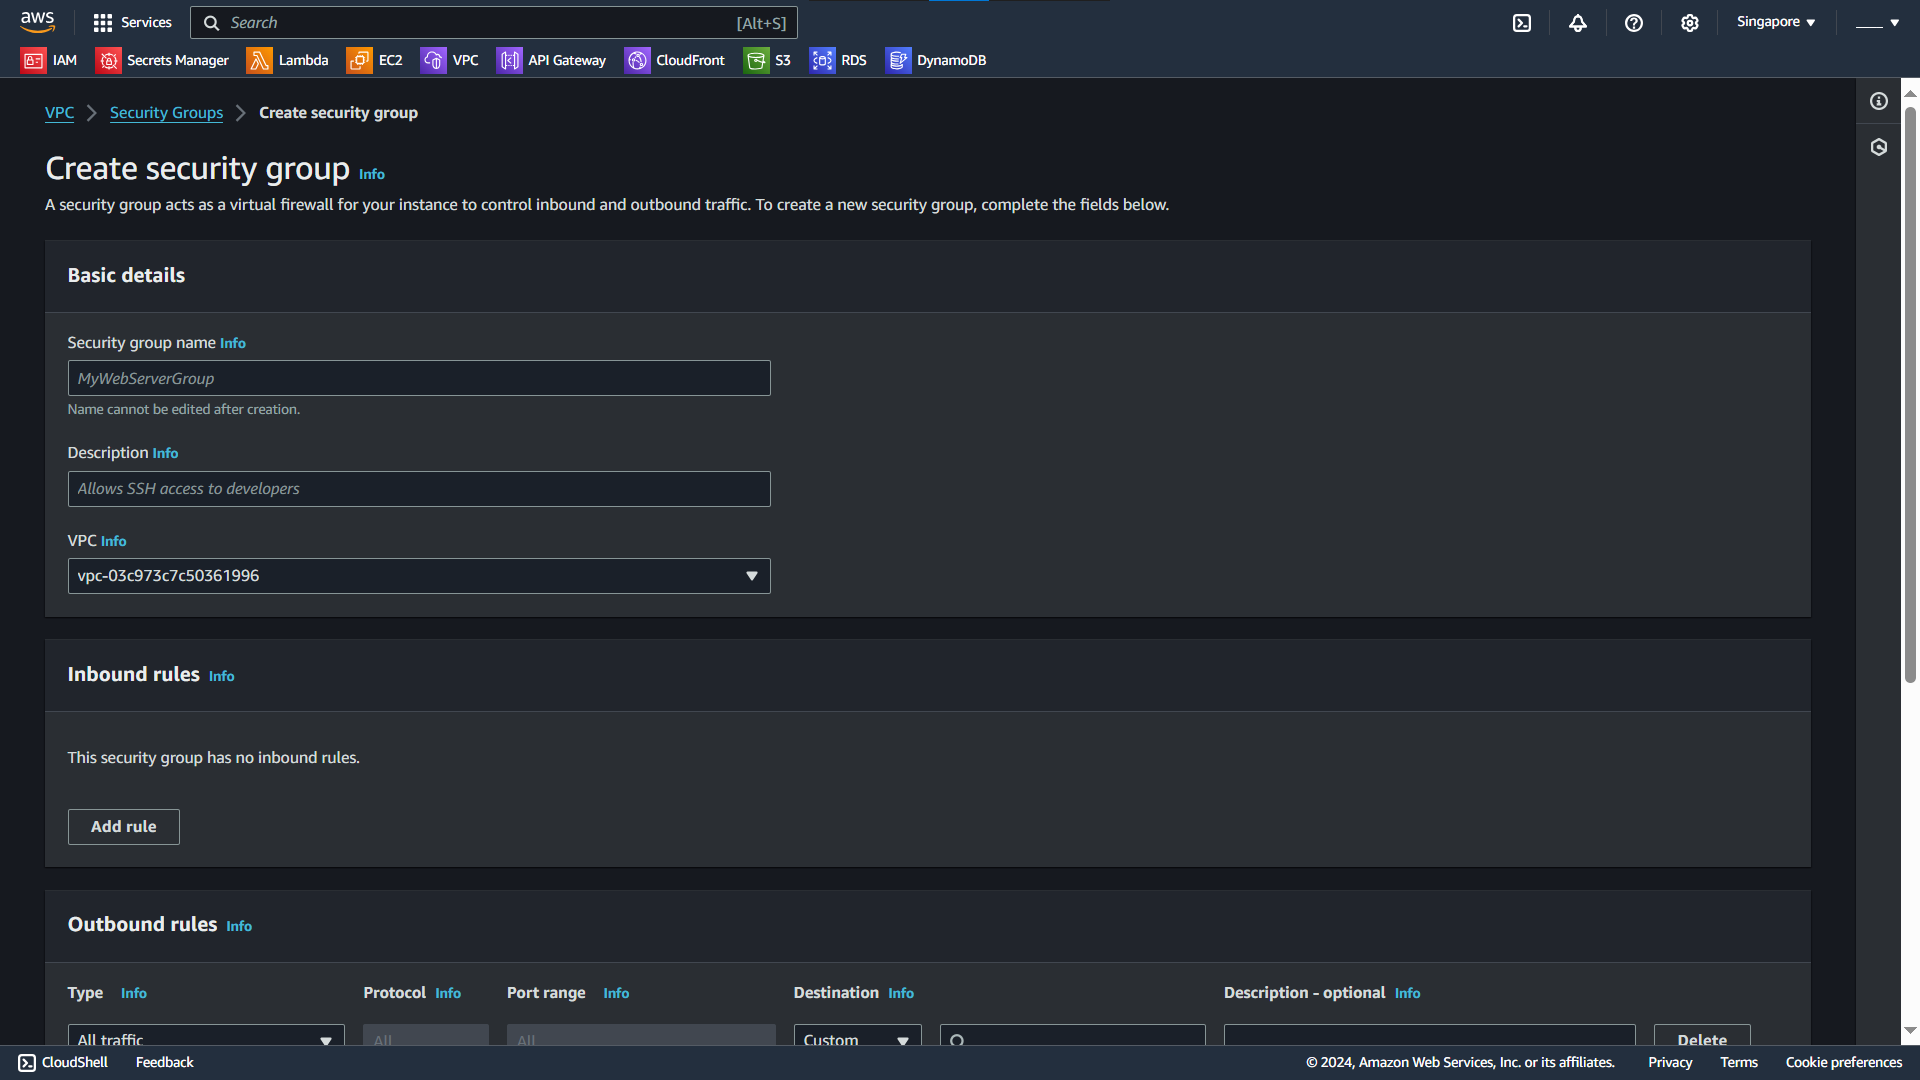 aws Services Search [Alt+S] Singapore
IAM Secrets Manager Lambda EC2 VPC API Gateway CloudFront S3 RDS DynamoDB
VPC Security Groups Create security group
Create security group Info
A security group acts as a virtual firewall for your instance to control inbound and outbound traffic. To create a new security group, complete the fields below.
Basic details
Security group name Info
MyWebServerGroup
Name cannot be edited after creation.
Description Info
Allows SSH access to developers
VPC Info
vpc-03c973c7c50361996
Inbound rules Info
This security group has no inbound rules.
Add rule
Outbound rules Info
Type Info Protocol Info Port range Info Destination Info Description - optional Info
All traffic All All Custom Delete
CloudShell Feedback © 2024, Amazon Web Services, Inc. or its affiliates. Privacy Terms Cookie preferences